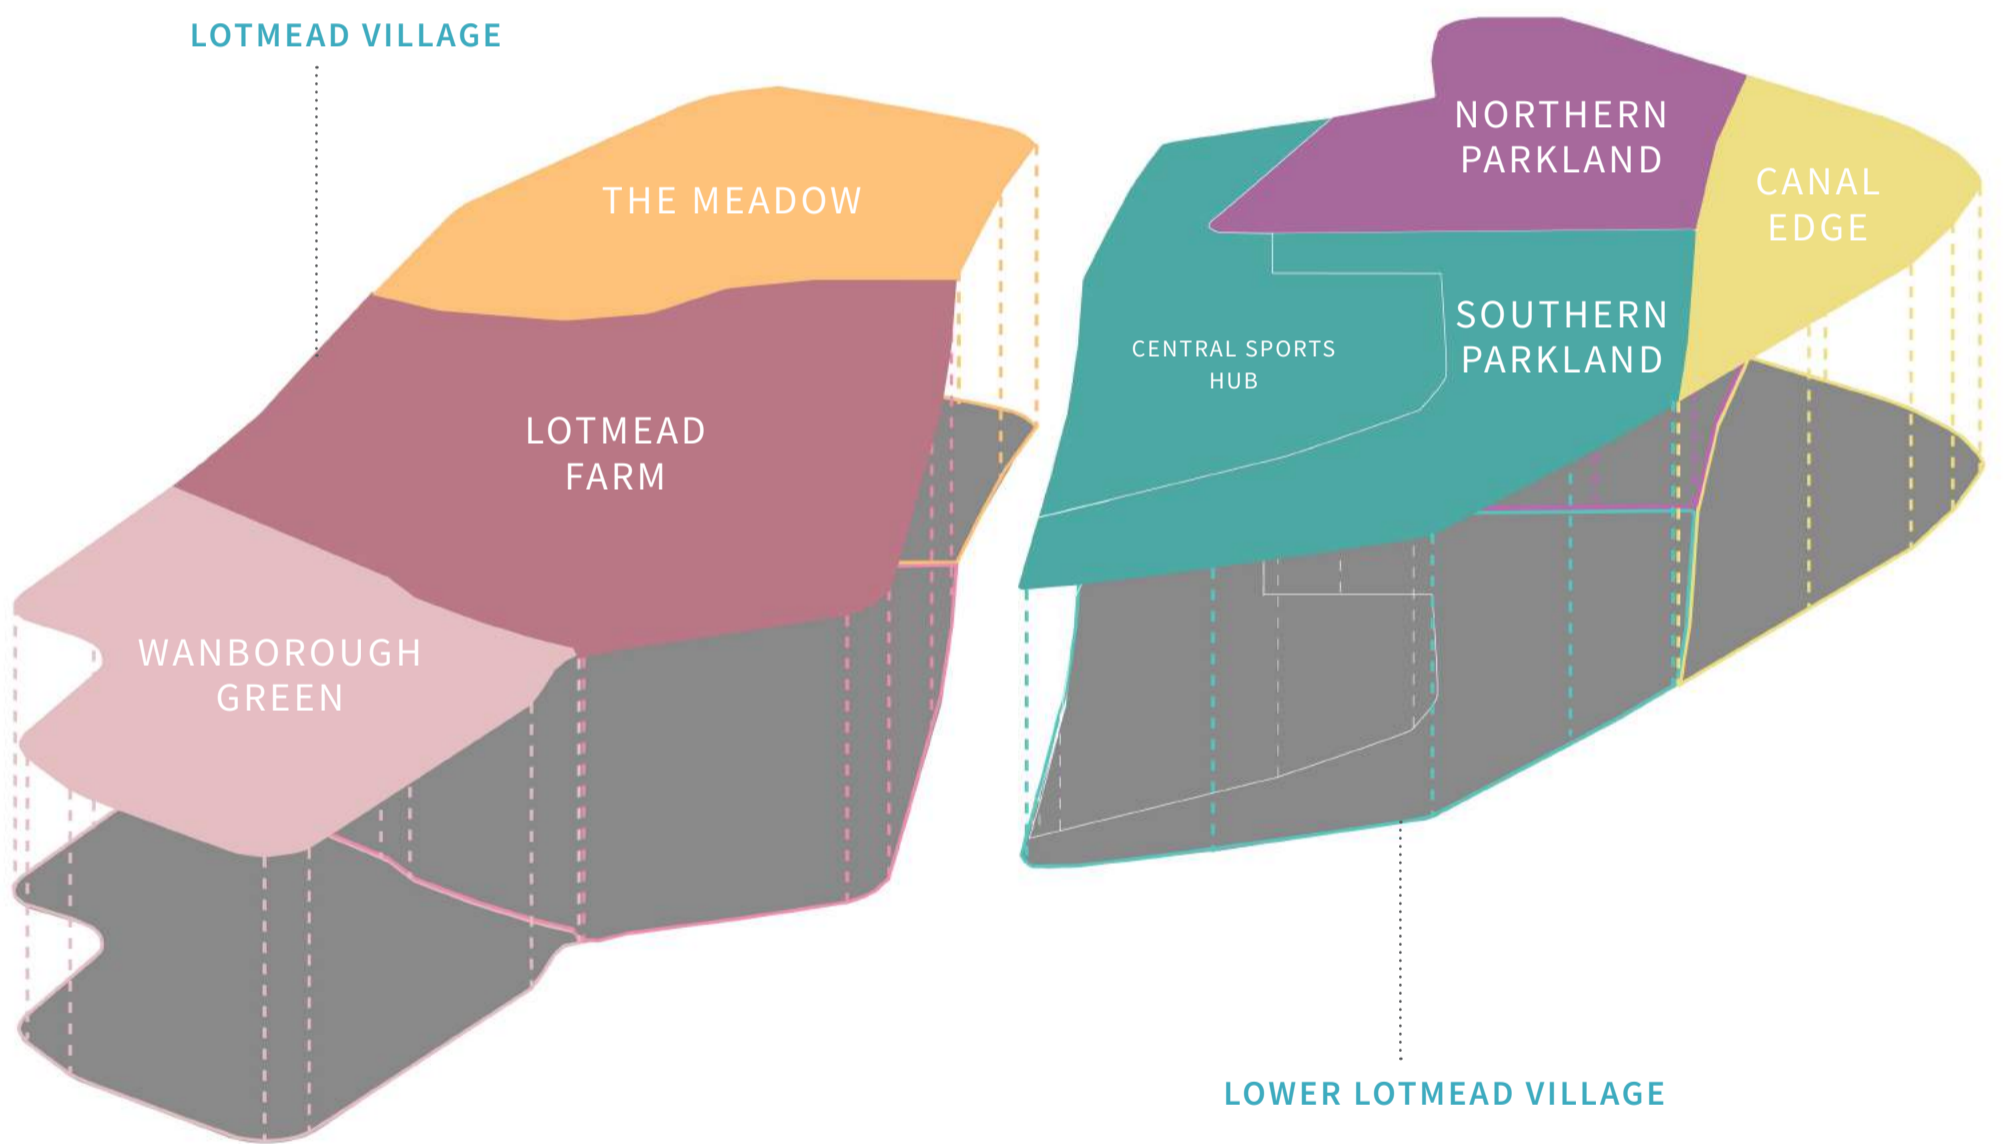 LOTMEAD VILLAGE
THE MEADOW
LOTMEAD
FARM
WANBOROUGH
GREEN
NORTHERN
PARKLAND
CANAL
EDGE
SOUTHERN
PARKLAND
CENTRAL SPORTS
HUB
LOWER LOTMEAD VILLAGE